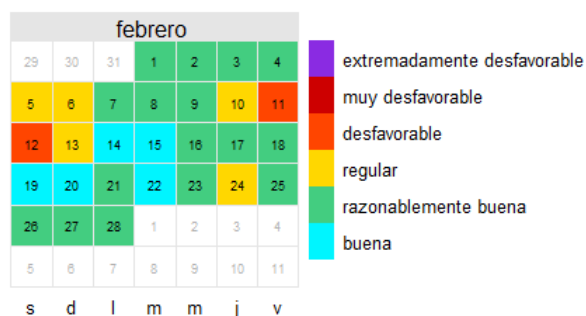 febrero
29 30 31 1 2 3 4
5 6 7 8 9 10 11
12 13 14 15 16 17 18
19 20 21 22 23 24 25
26 27 28 1 2 3 4
5 6 7 8 9 10 11
s d l m m j v
extremadamente desfavorable
muy desfavorable
desfavorable
regular
razonablemente buena
buena